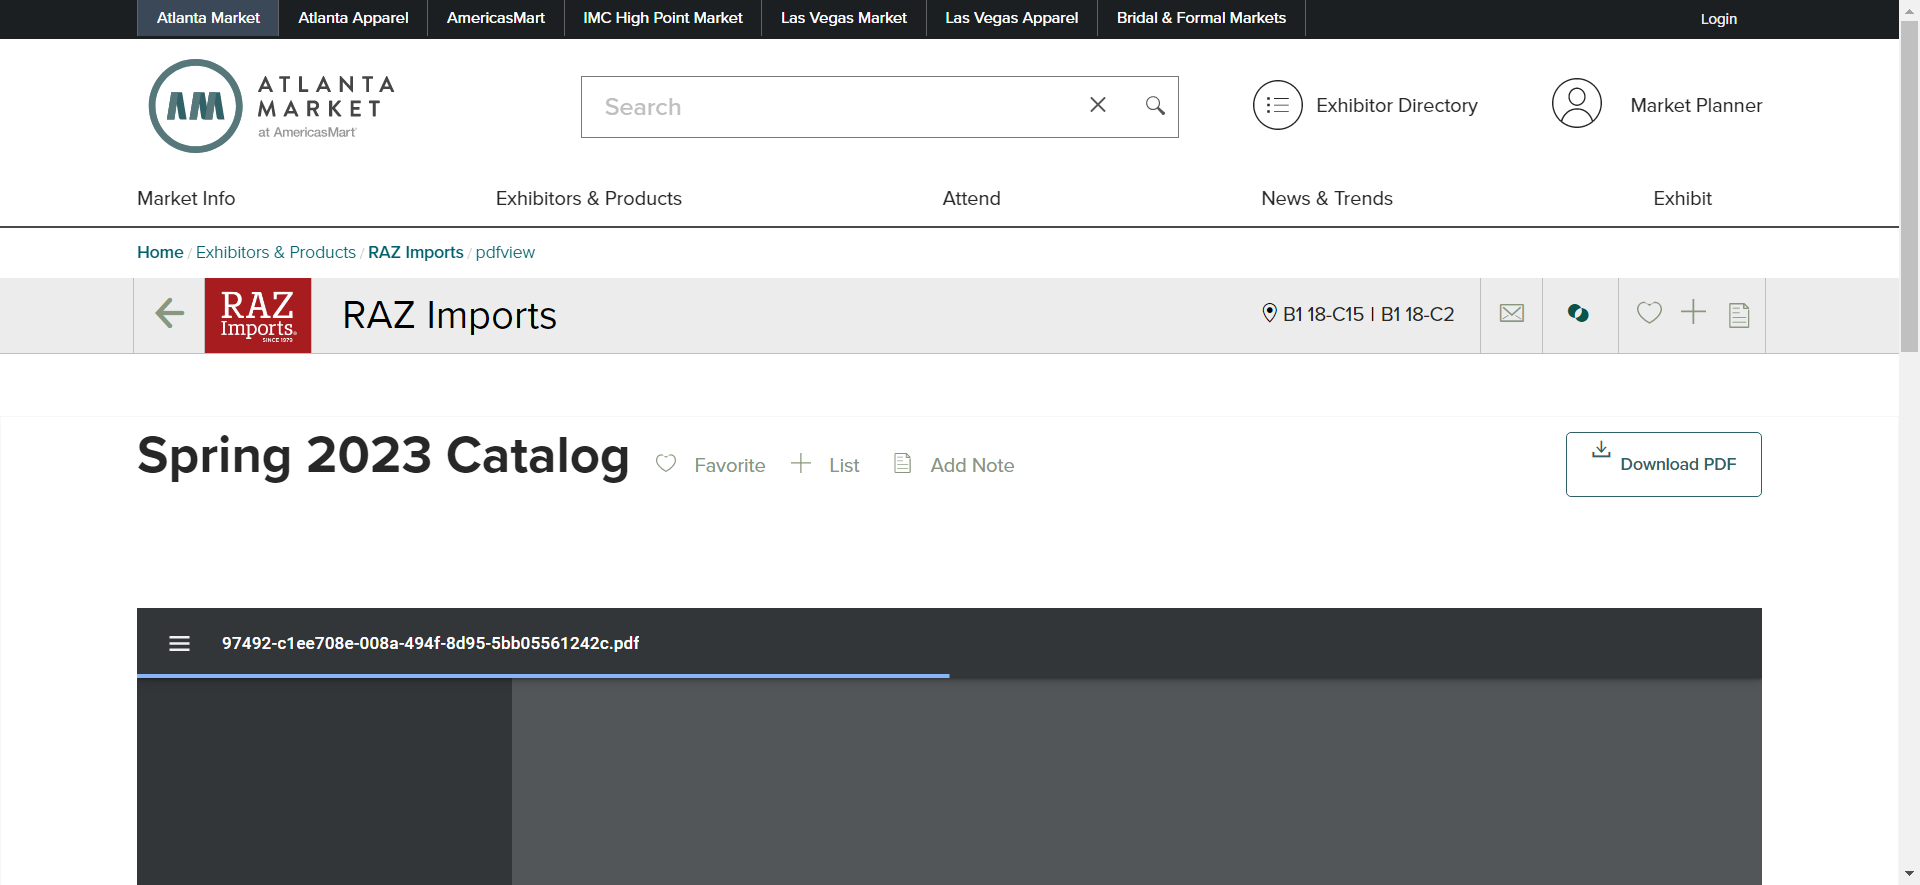 Atlanta Market Atlanta Apparel AmericasMart IMC High Point Market Las Vegas Market Las Vegas Apparel Bridal & Formal Markets Login
AM ATLANTA
MARKET
at AmericasMart
Search
Exhibitor Directory
Market Planner
Market Info Exhibitors & Products Attend News & Trends Exhibit
Home / Exhibitors & Products / RAZ Imports / pdfview
RAZ
Imports.
SINCE 1979
RAZ Imports
B1 18-C15 | B1 18-C2
Spring 2023 Catalog
Favorite List Add Note
Download PDF
97492-c1ee708e-008a-494f-8d95-5bb05561242c.pdf